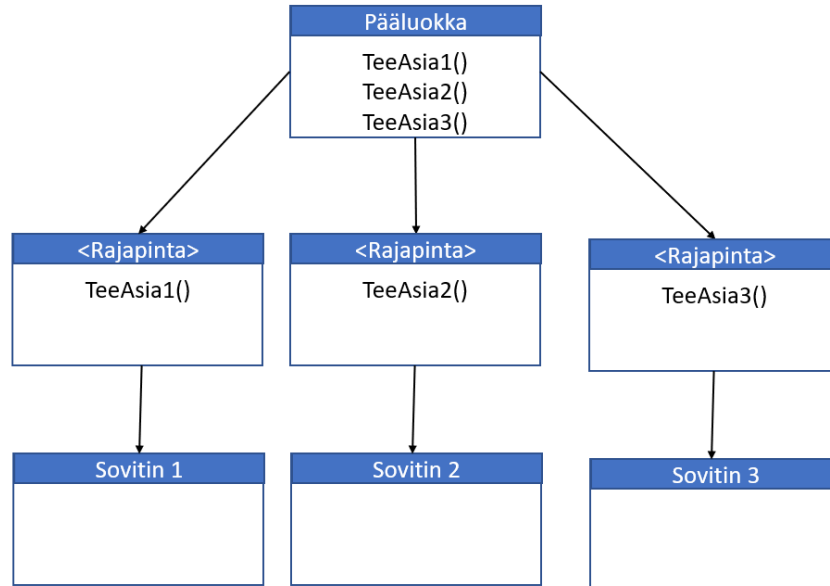 Pääluokka
TeeAsia1()
TeeAsia2()
TeeAsia3()
<Rajapinta>
TeeAsia1()
<Rajapinta>
TeeAsia2()
<Rajapinta>
TeeAsia3()
Sovitin 1
Sovitin 2
Sovitin 3